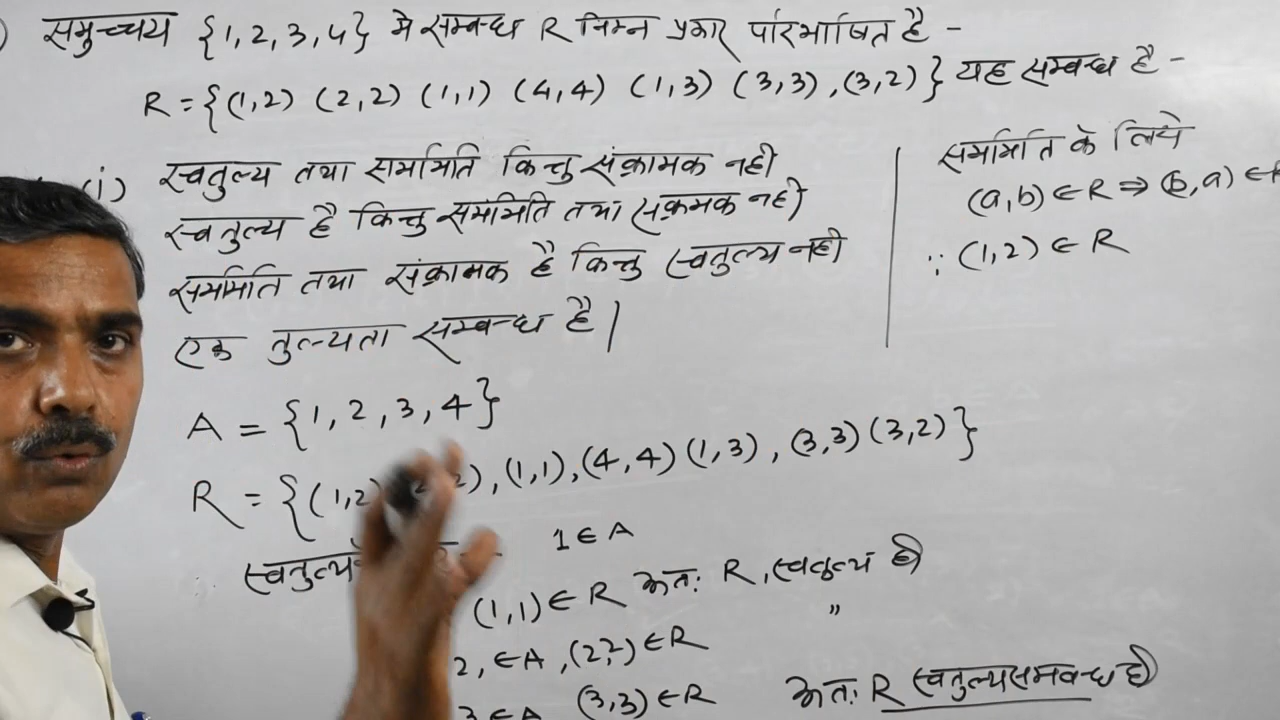 समुच्चय {1,2,3,4} मे सम्बन्ध R निम्न प्रकार परिभाषित है -
R = {(1,2) (2,2) (1,1) (4,4) (1,3) (3,3), (3,2)} यह सम्बन्ध है -
(i) स्वतुल्य तथा सममिति किन्तु संक्रामक नही
स्वतुल्य है किन्तु सममिति तथा संक्रमक नही
सममिति तथा संक्रामक है किन्तु स्वतुल्य नही
एक तुल्यता सम्बन्ध है |
A = {1, 2, 3, 4}
R = {(1,2) 2), (1,1), (4,4) (1,3), (3,3) (3,2)}
स्वतुल्य 1 ∈ A
(1,1) ∈ R अतः R, स्वतुल्य है
2, ∈ A, (2,2) ∈ R "
3 ∈ A (3,3) ∈ R अतः R स्वतुल्य सम्बन्ध है
सममिति के लिये
(a,b) ∈ R ⇒ (b,a) ∈ R
∵ (1,2) ∈ R